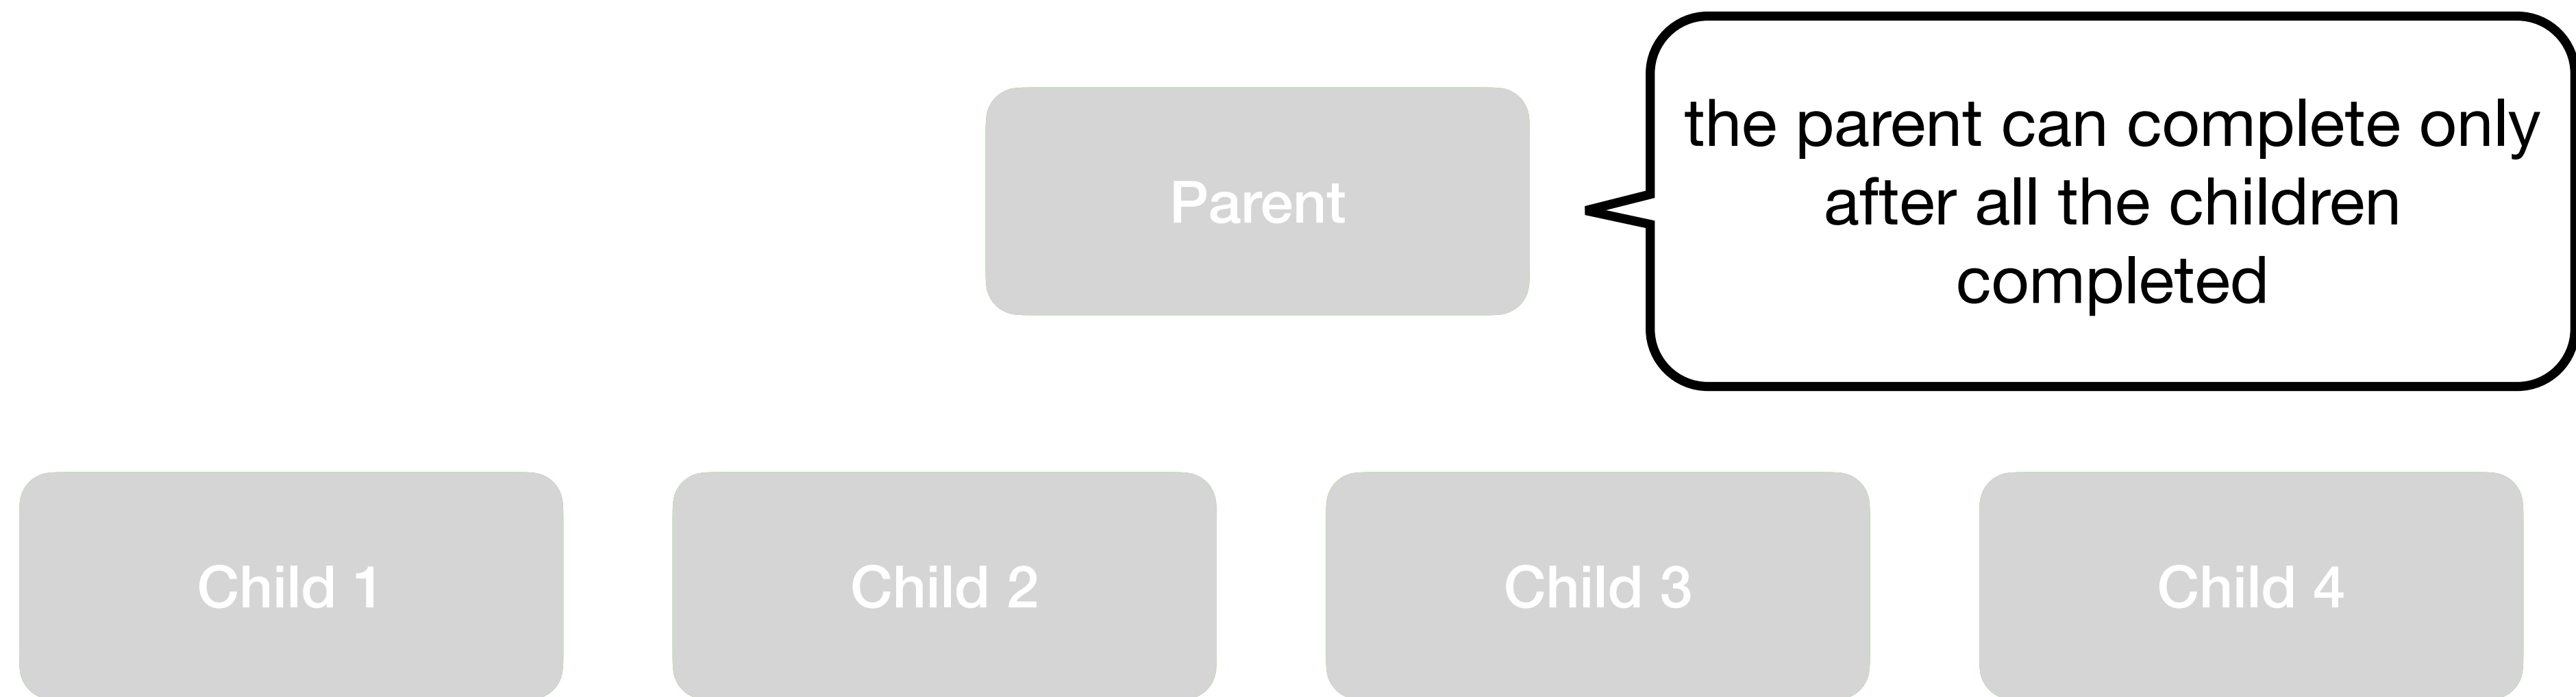 the parent can complete only
after all the children
completed
Parent
Child 1
Child 2
Child 3
Child 4